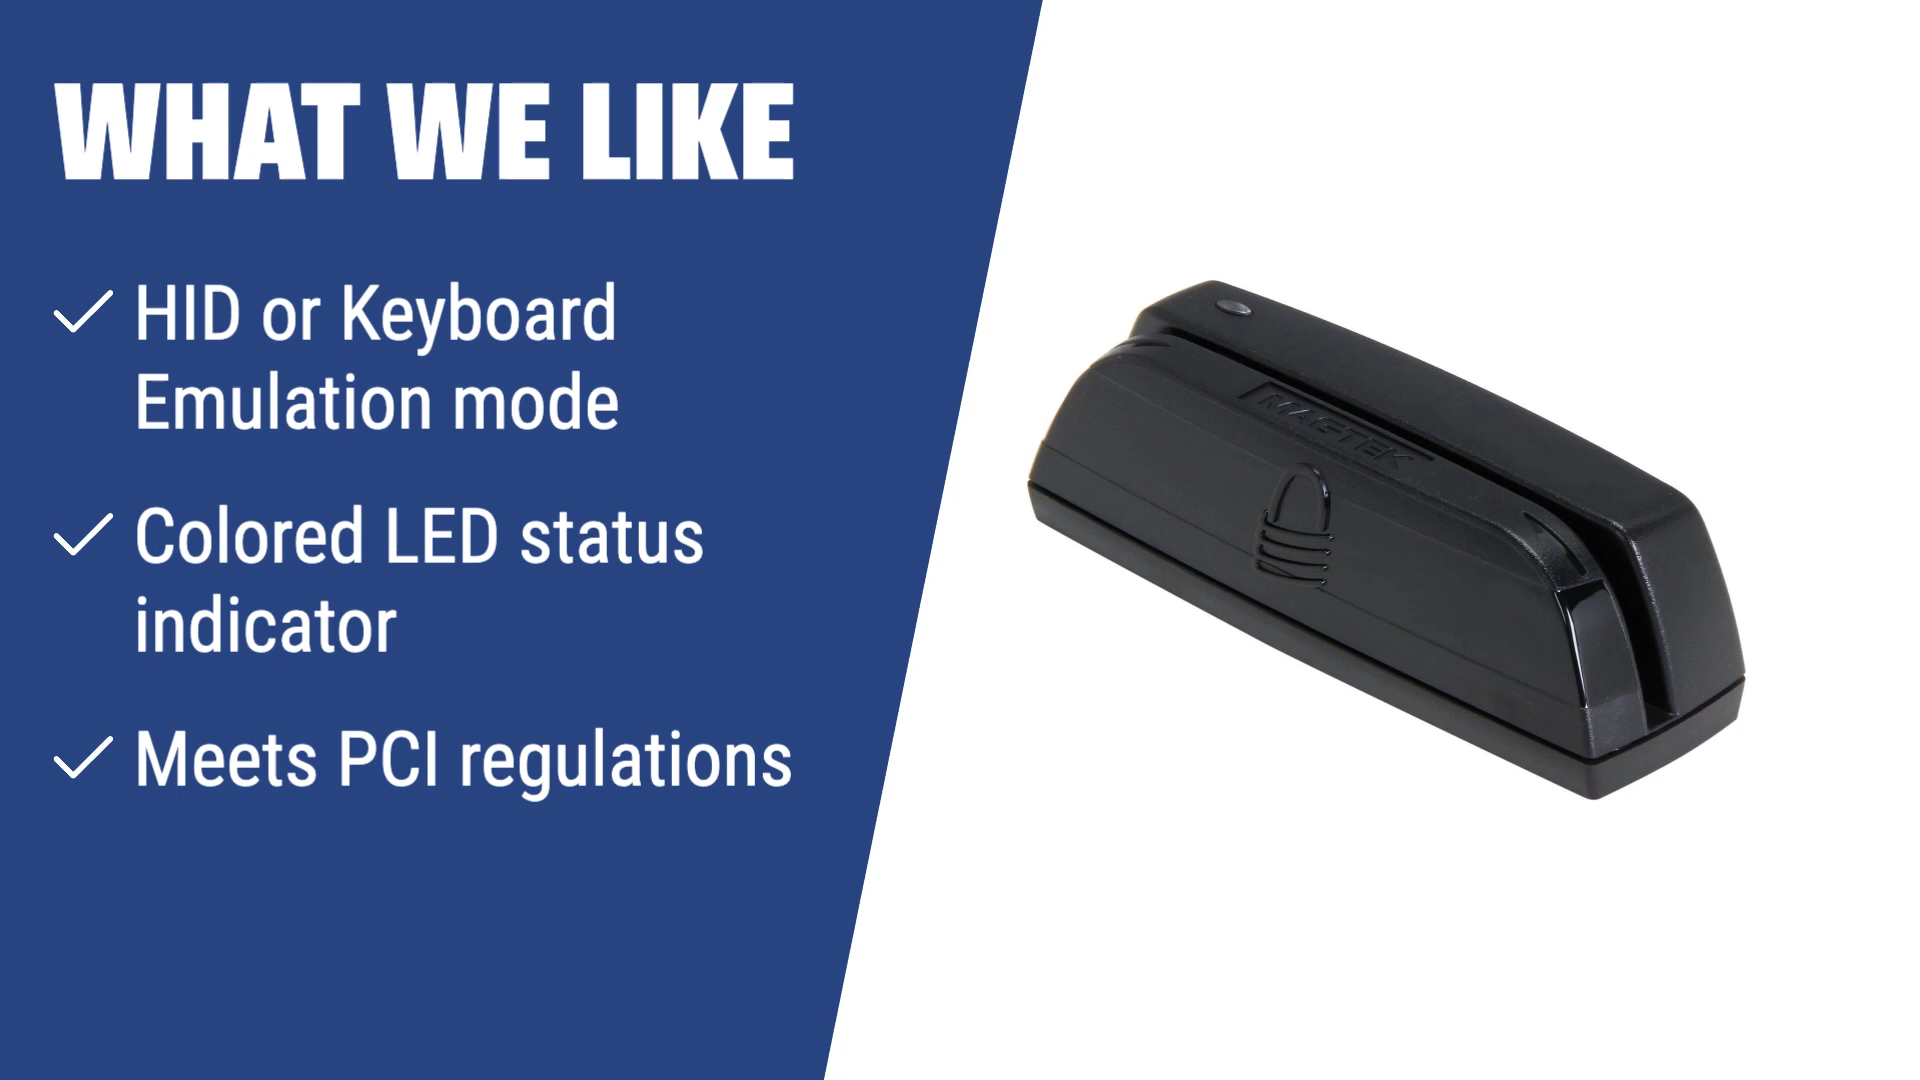 WHAT WE LIKE
HID or Keyboard
Emulation mode
Colored LED status
indicator
Meets PCI regulations
MAGTEK